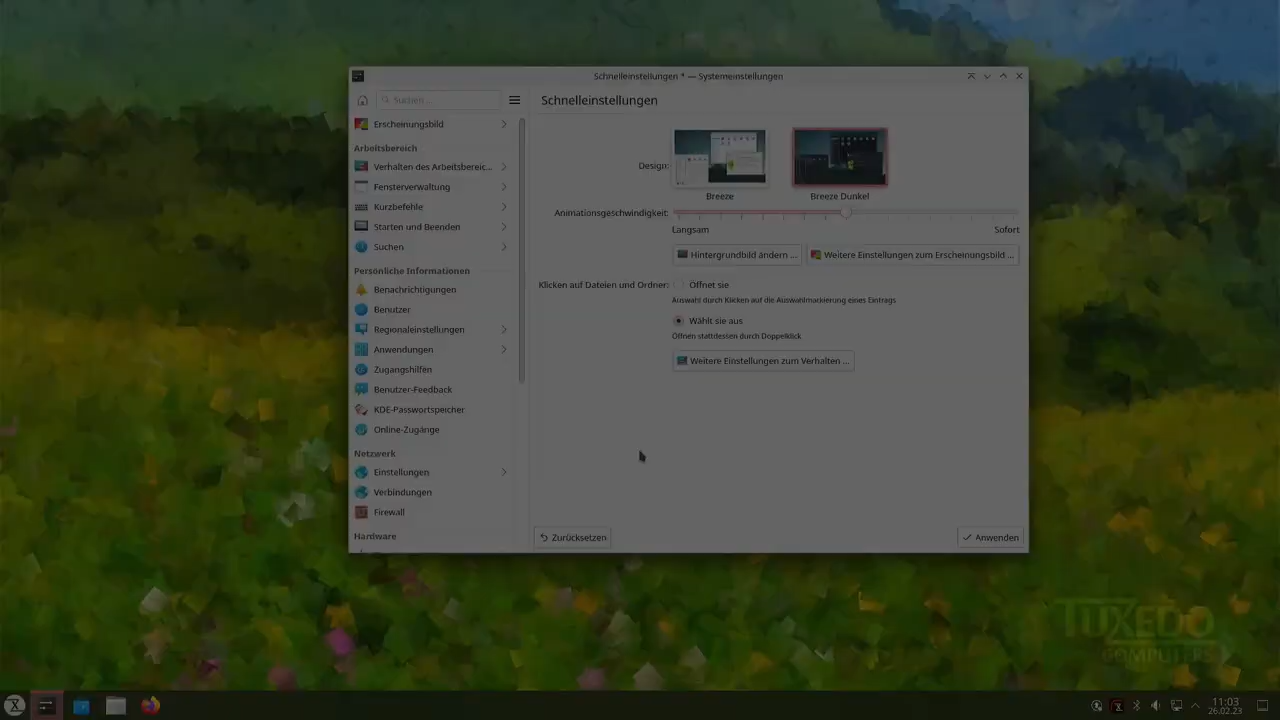 Schnelleinstellungen * — Systemeinstellungen
Suchen ...
Schnelleinstellungen
Erscheinungsbild
Arbeitsbereich
Verhalten des Arbeitsbereic...
Fensterverwaltung
Kurzbefehle
Starten und Beenden
Suchen
Persönliche Informationen
Benachrichtigungen
Benutzer
Regionaleinstellungen
Anwendungen
Zugangshilfen
Benutzer-Feedback
KDE-Passwortspeicher
Online-Zugänge
Netzwerk
Einstellungen
Verbindungen
Firewall
Hardware
Design:
Breeze
Breeze Dunkel
Animationsgeschwindigkeit:
Langsam
Sofort
Hintergrundbild ändern ...
Weitere Einstellungen zum Erscheinungsbild ...
Klicken auf Dateien und Ordner:
Öffnet sie
Auswahl durch Klicken auf die Auswahlmarkierung eines Eintrags
Wählt sie aus
Öffnen stattdessen durch Doppelklick
Weitere Einstellungen zum Verhalten ...
Zurücksetzen
Anwenden
TUXEDO
COMPUTERS
11:03
26.02.23